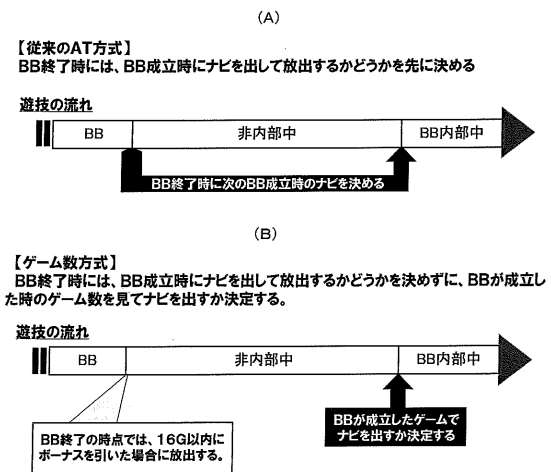 (A)
【従来のAT方式】
BB終了時には、BB成立時にナビを出して放出するかどうかを先に決める
遊技の流れ
BB 非内部中 BB内部中
BB終了時に次のBB成立時のナビを決める
(B)
【ゲーム数方式】
BB終了時には、BB成立時にナビを出して放出するかどうかを決めずに、BBが成立し
た時のゲーム数を見てナビを出すか決定する。
遊技の流れ
BB 非内部中 BB内部中
BB終了の時点では、16G以内に
ボーナスを引いた場合に放出する。
BBが成立したゲームで
ナビを出すか決定する